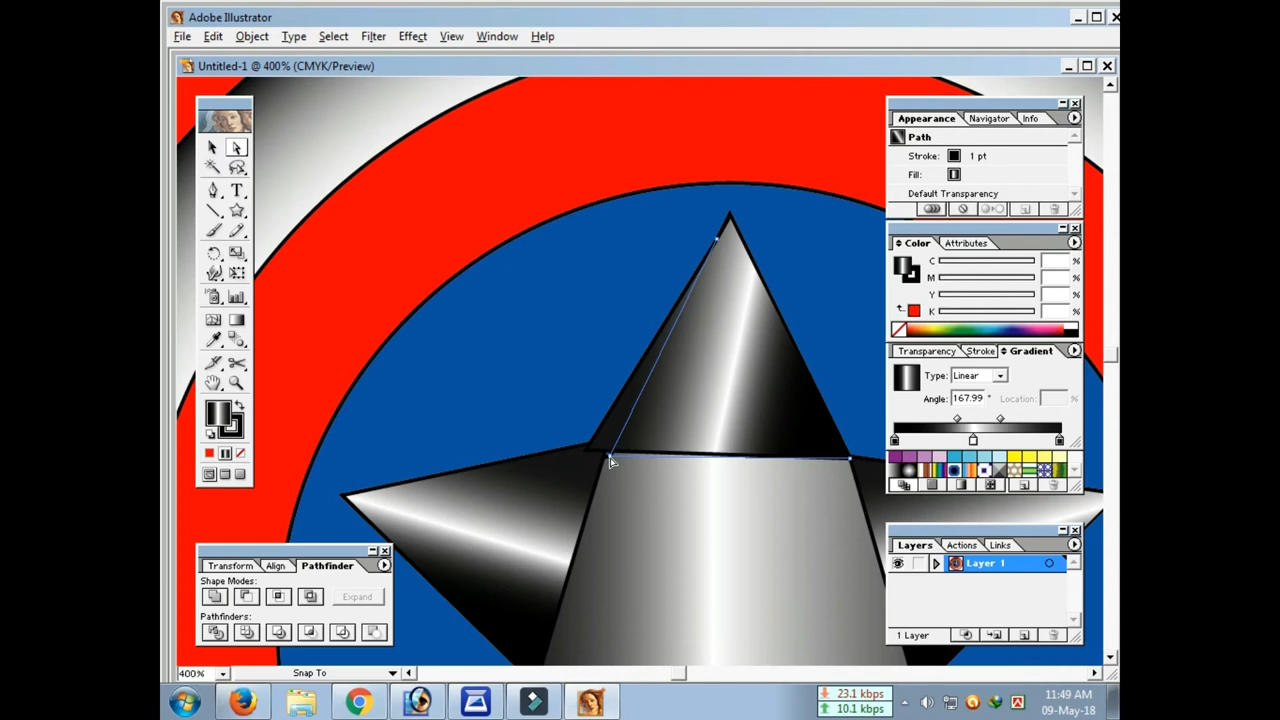 Adobe Illustrator
File Edit Object Type Select Filter Effect View Window Help
Untitled-1 @ 400% (CMYK/Preview)
Appearance Navigator Info
Path
Stroke: 1 pt
Fill:
Default Transparency
Color Attributes
C %
M %
Y %
K %
Transparency Stroke Gradient
Type: Linear
Angle: 167.99 ° Location: %
Transform Align Pathfinder
Shape Modes:
Expand
Pathfinders:
Layers Actions Links
Layer 1
1 Layer
400% Snap To
23.1 kbps
10.1 kbps
11:49 AM
09-May-18